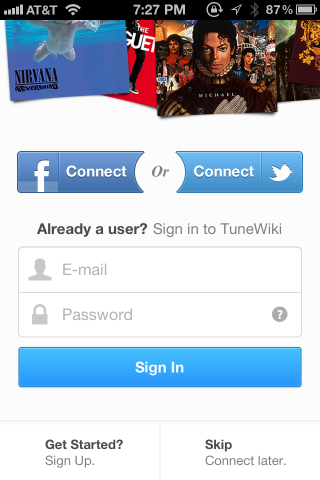 AT&T 7:27 PM 87%
NIRVANA
NEVERMIND
THE
GUET
MICHAEL
f Connect Or Connect
Already a user? Sign in to TuneWiki
E-mail
Password ?
Sign In
Get Started? Skip
Sign Up. Connect later.